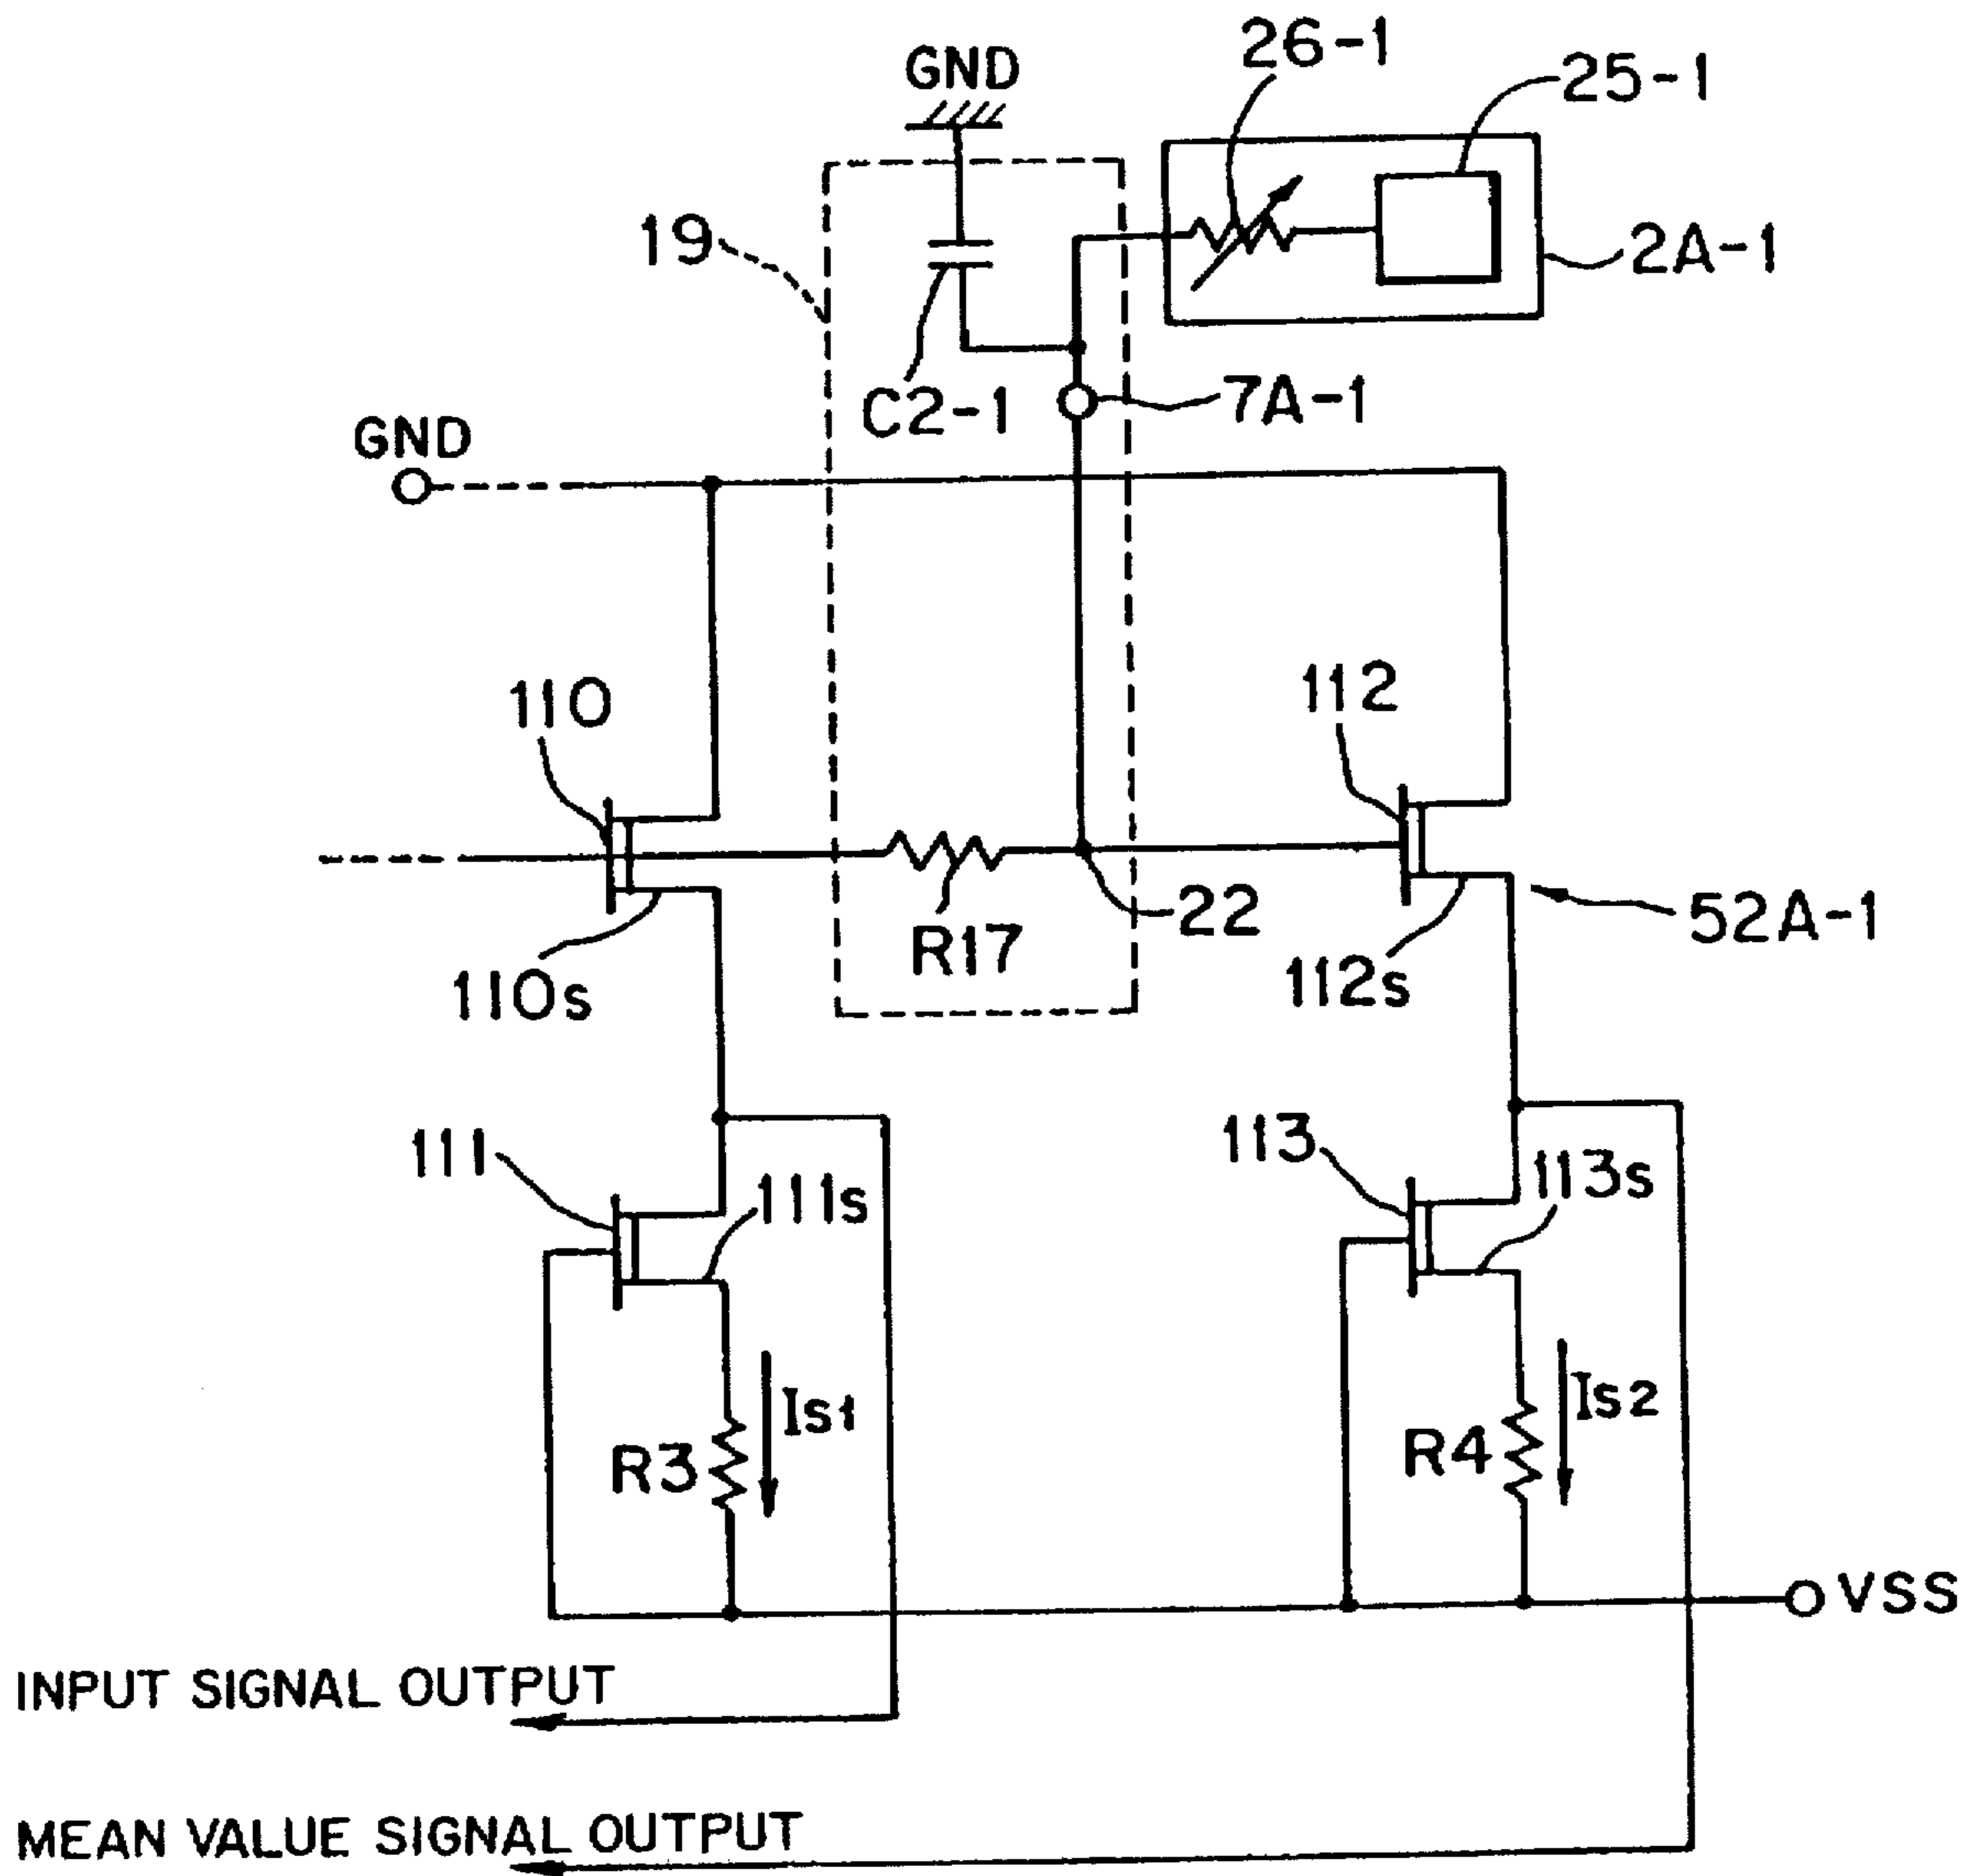 26-1
GND
25-1
19
2A-1
C2-1
7A-1
GND
110
112
22
R17
52A-1
110s
112s
111
113
111s
113s
Is1
Is2
R3
R4
VSS
INPUT SIGNAL OUTPUT
MEAN VALUE SIGNAL OUTPUT